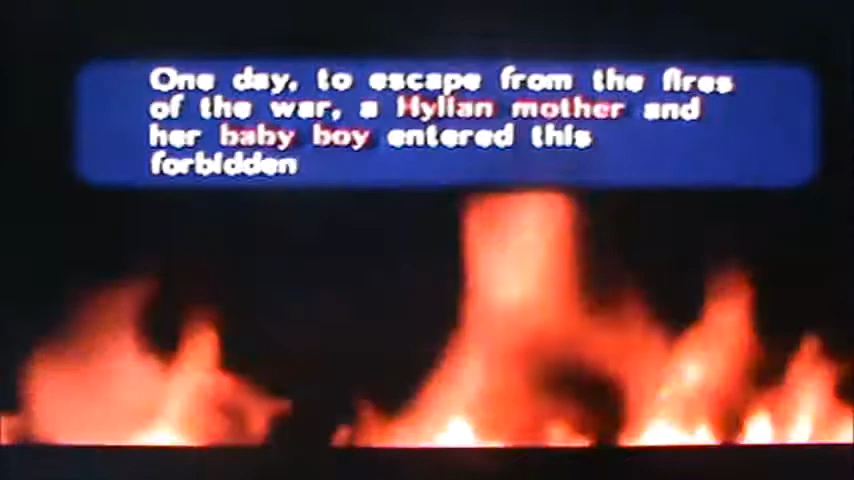 One day, to escape from the fires
of the war, a Hylian mother and
her baby boy entered this
forbidden